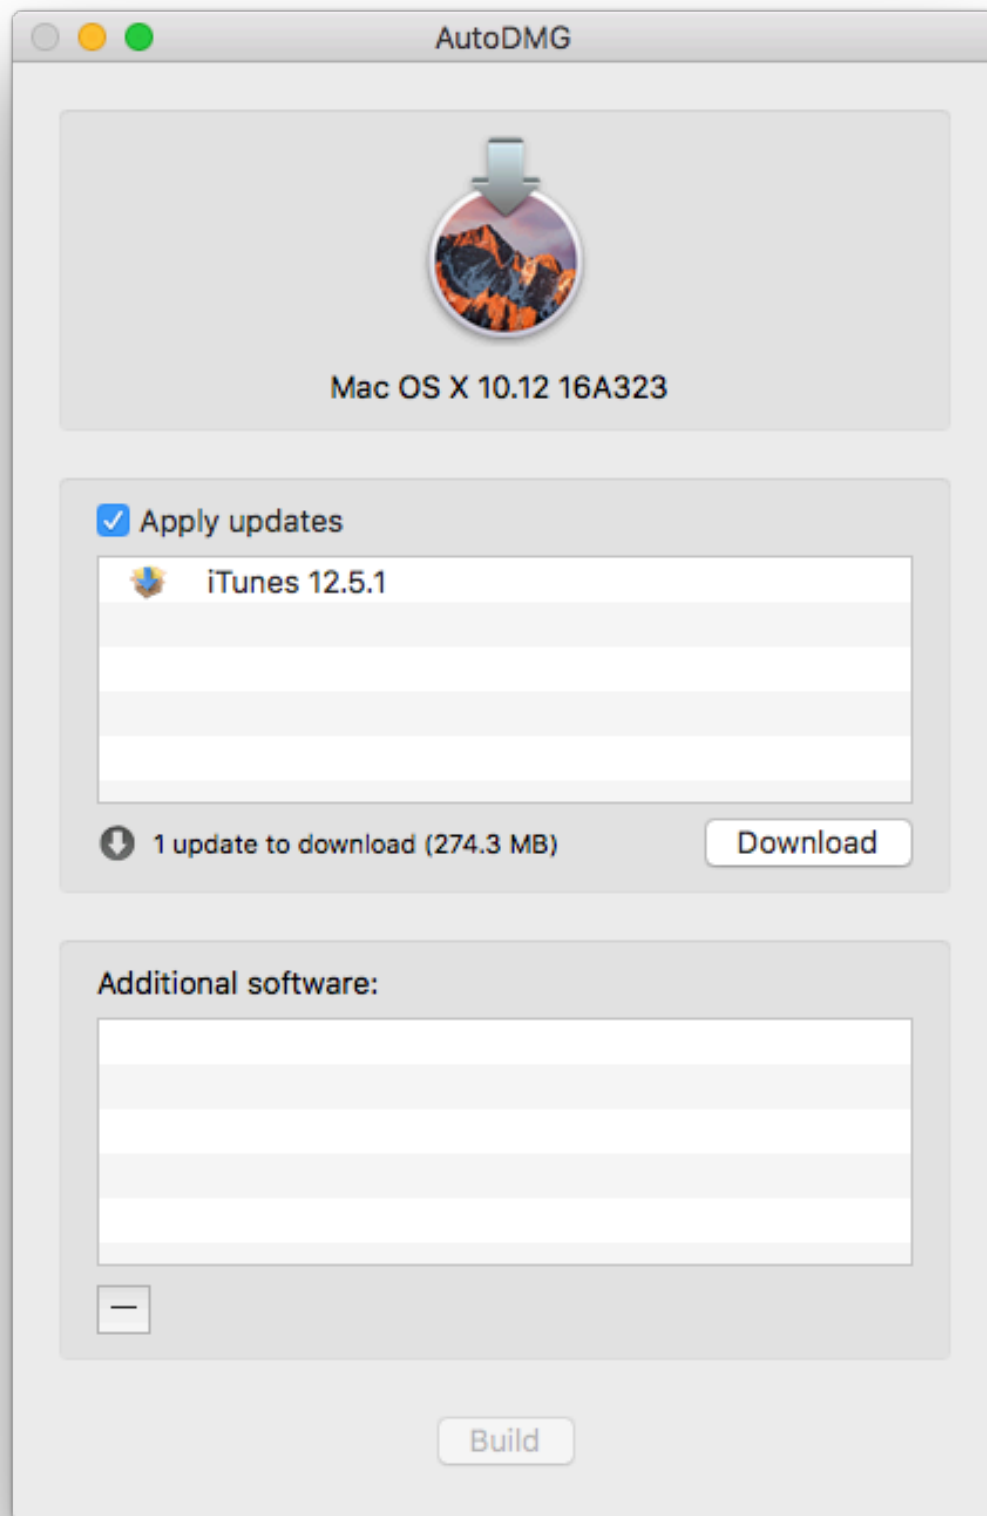 AutoDMG
Mac OS X 10.12 16A323
Apply updates
iTunes 12.5.1
1 update to download (274.3 MB)
Download
Additional software:
Build